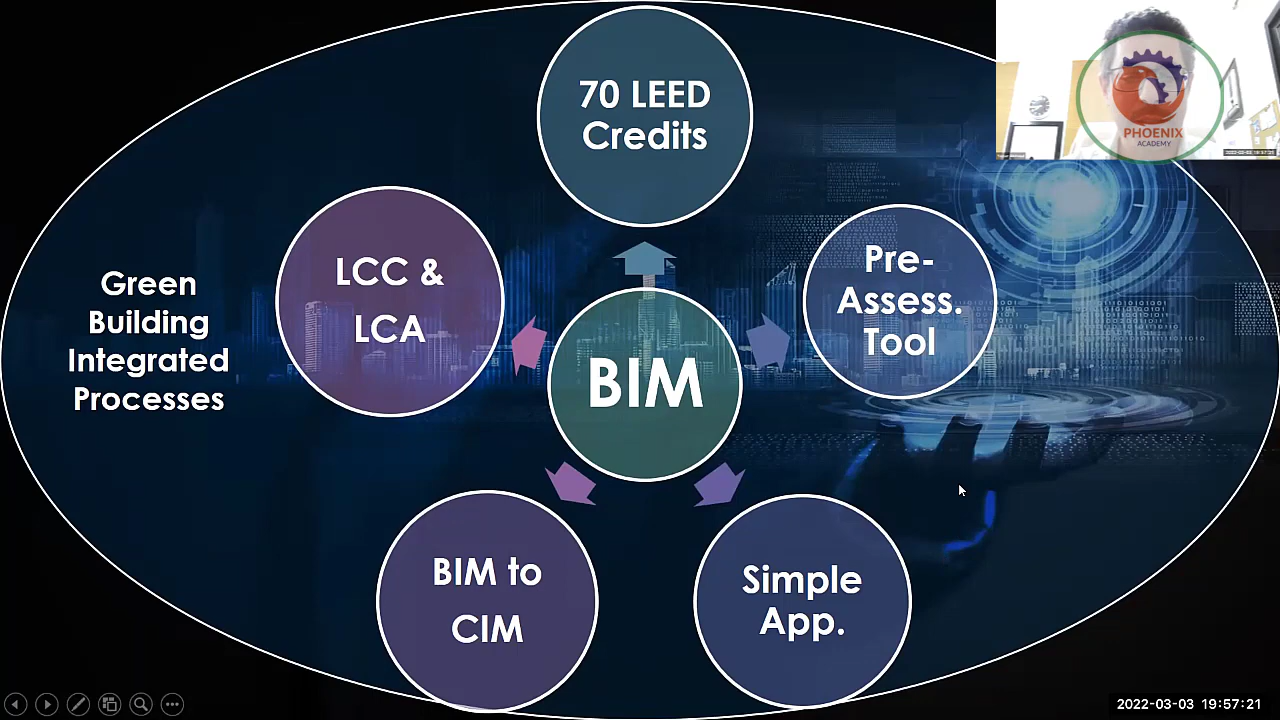 70 LEED
Credits
PHOENIX
ACADEMY
LCC &
LCA
Pre-
Assess.
Tool
Green
Building
Integrated
Processes
BIM
BIM to
CIM
Simple
App.
2022-03-03 19:57:21